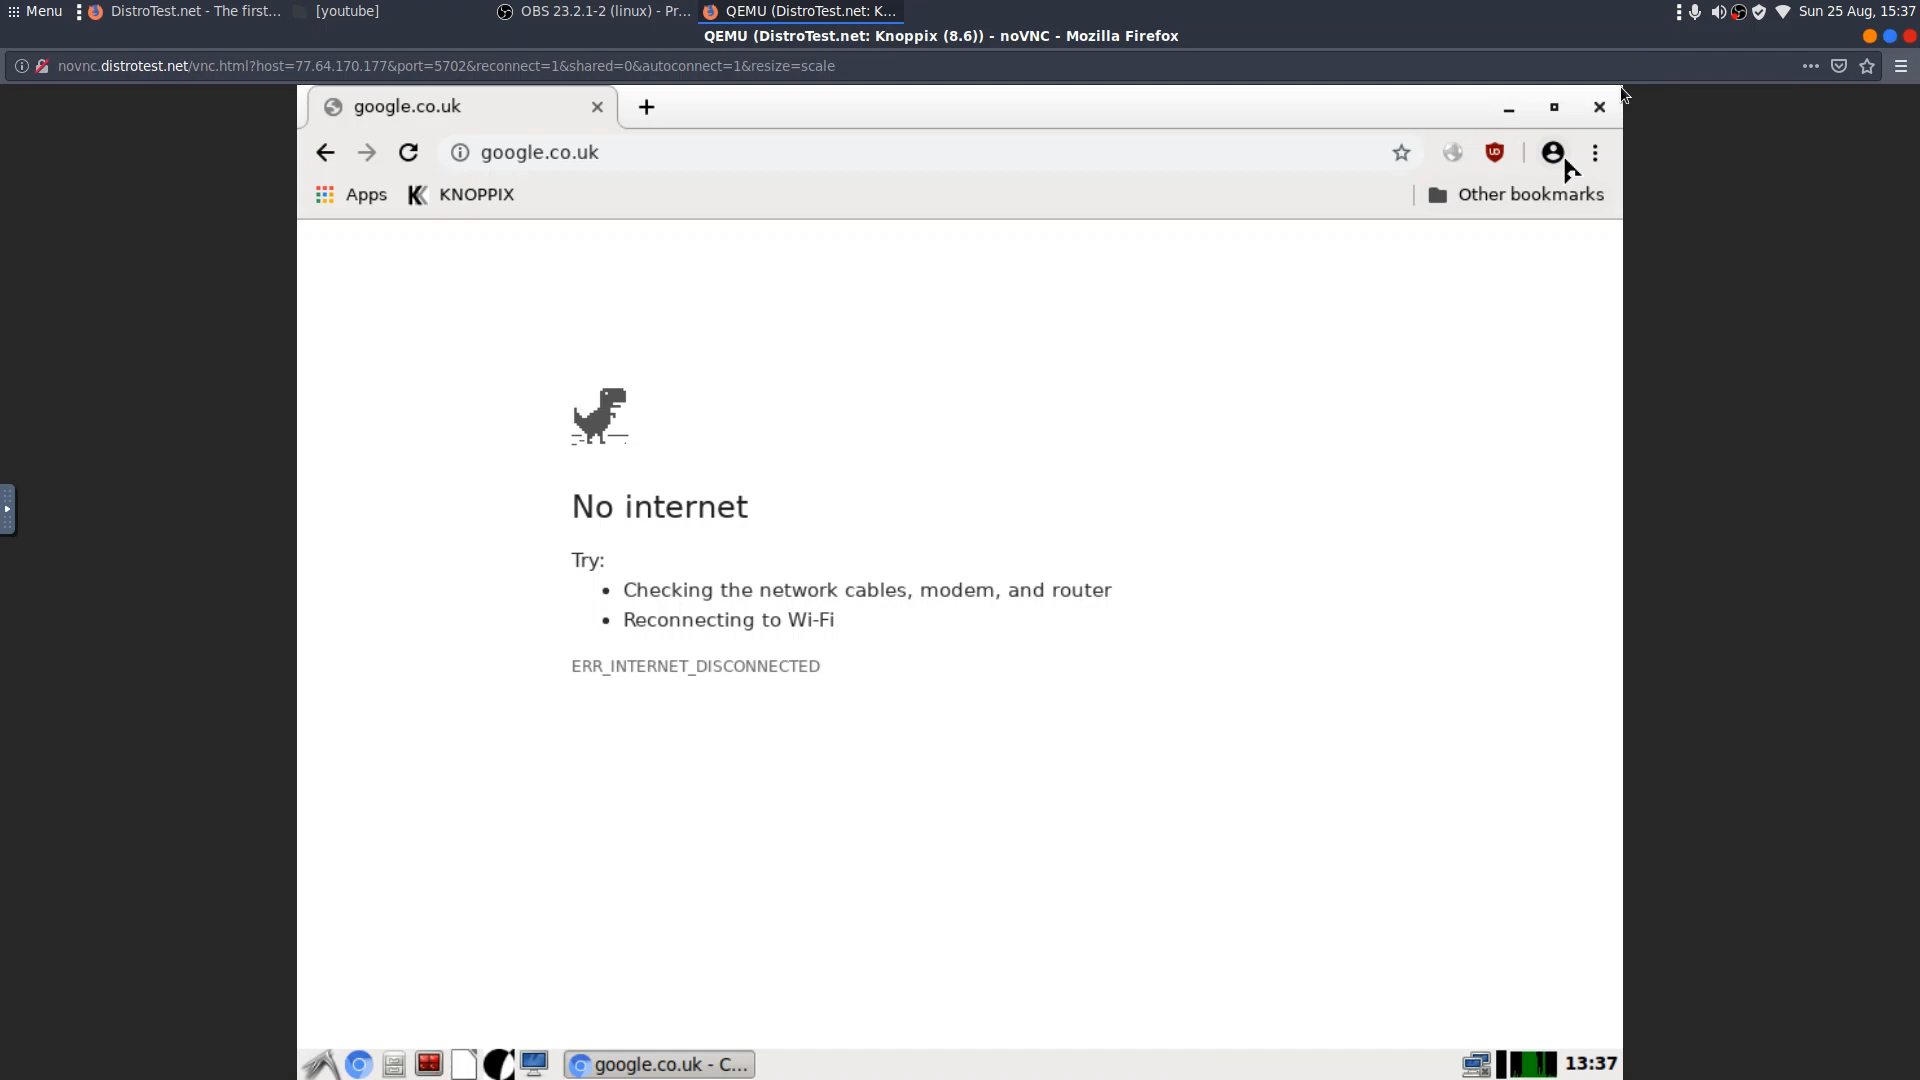 Menu
DistroTest.net - The first...
[youtube]
OBS 23.2.1-2 (linux) - Pr...
QEMU (DistroTest.net: K...
Sun 25 Aug, 15:37
QEMU (DistroTest.net: Knoppix (8.6)) - noVNC - Mozilla Firefox
novnc.distrotest.net/vnc.html?host=77.64.170.177&port=5702&reconnect=1&shared=0&autoconnect=1&resize=scale
google.co.uk
google.co.uk
Apps
KNOPPIX
Other bookmarks
No internet
Try:
• Checking the network cables, modem, and router
• Reconnecting to Wi-Fi
ERR_INTERNET_DISCONNECTED
google.co.uk - C...
13:37